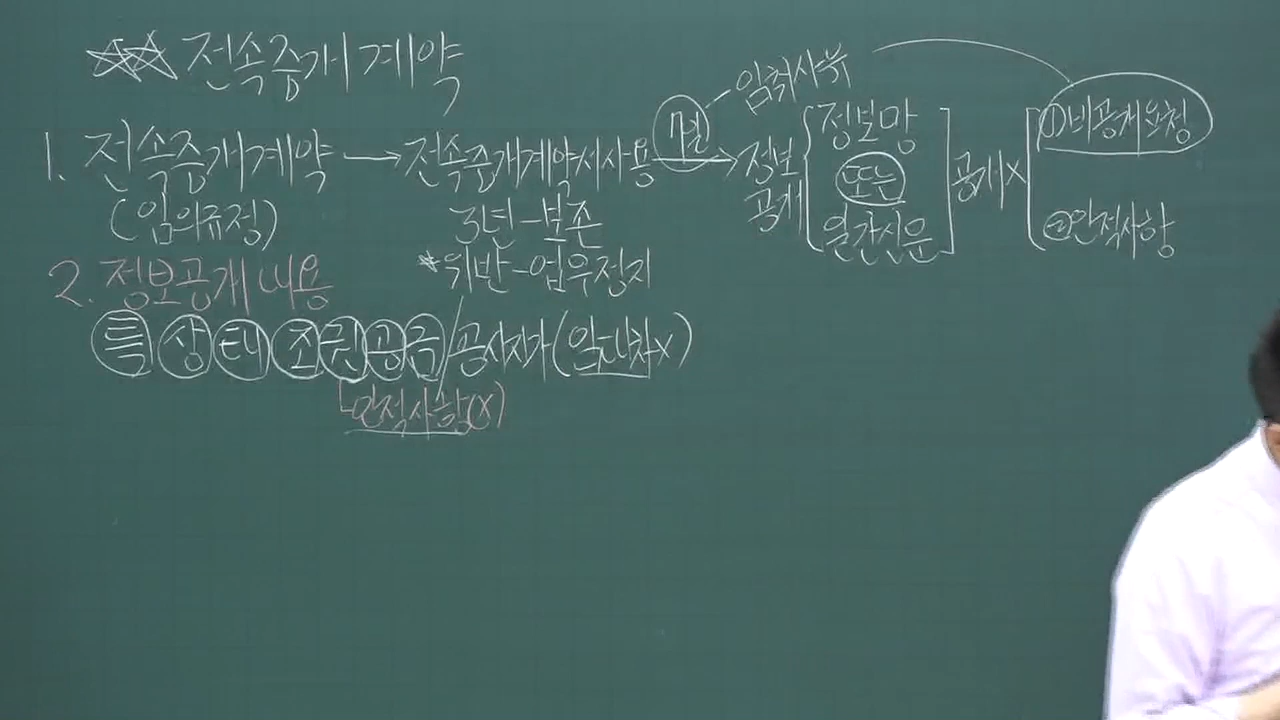 ☆☆ 전속중개계약
1. 전속중개계약 → 전속중개계약서사용 7일 → 정보공개 { 정보망 또는 일간신문 ] 공개x [ ①비공개요청 ②인적사항
임취사부
(임의규정)
3년-보존
*위반-업무정지
2. 정보공개 내용
특 상 태 조 권 공 금 / 공시지가(임대차x)
└인적사항(x)